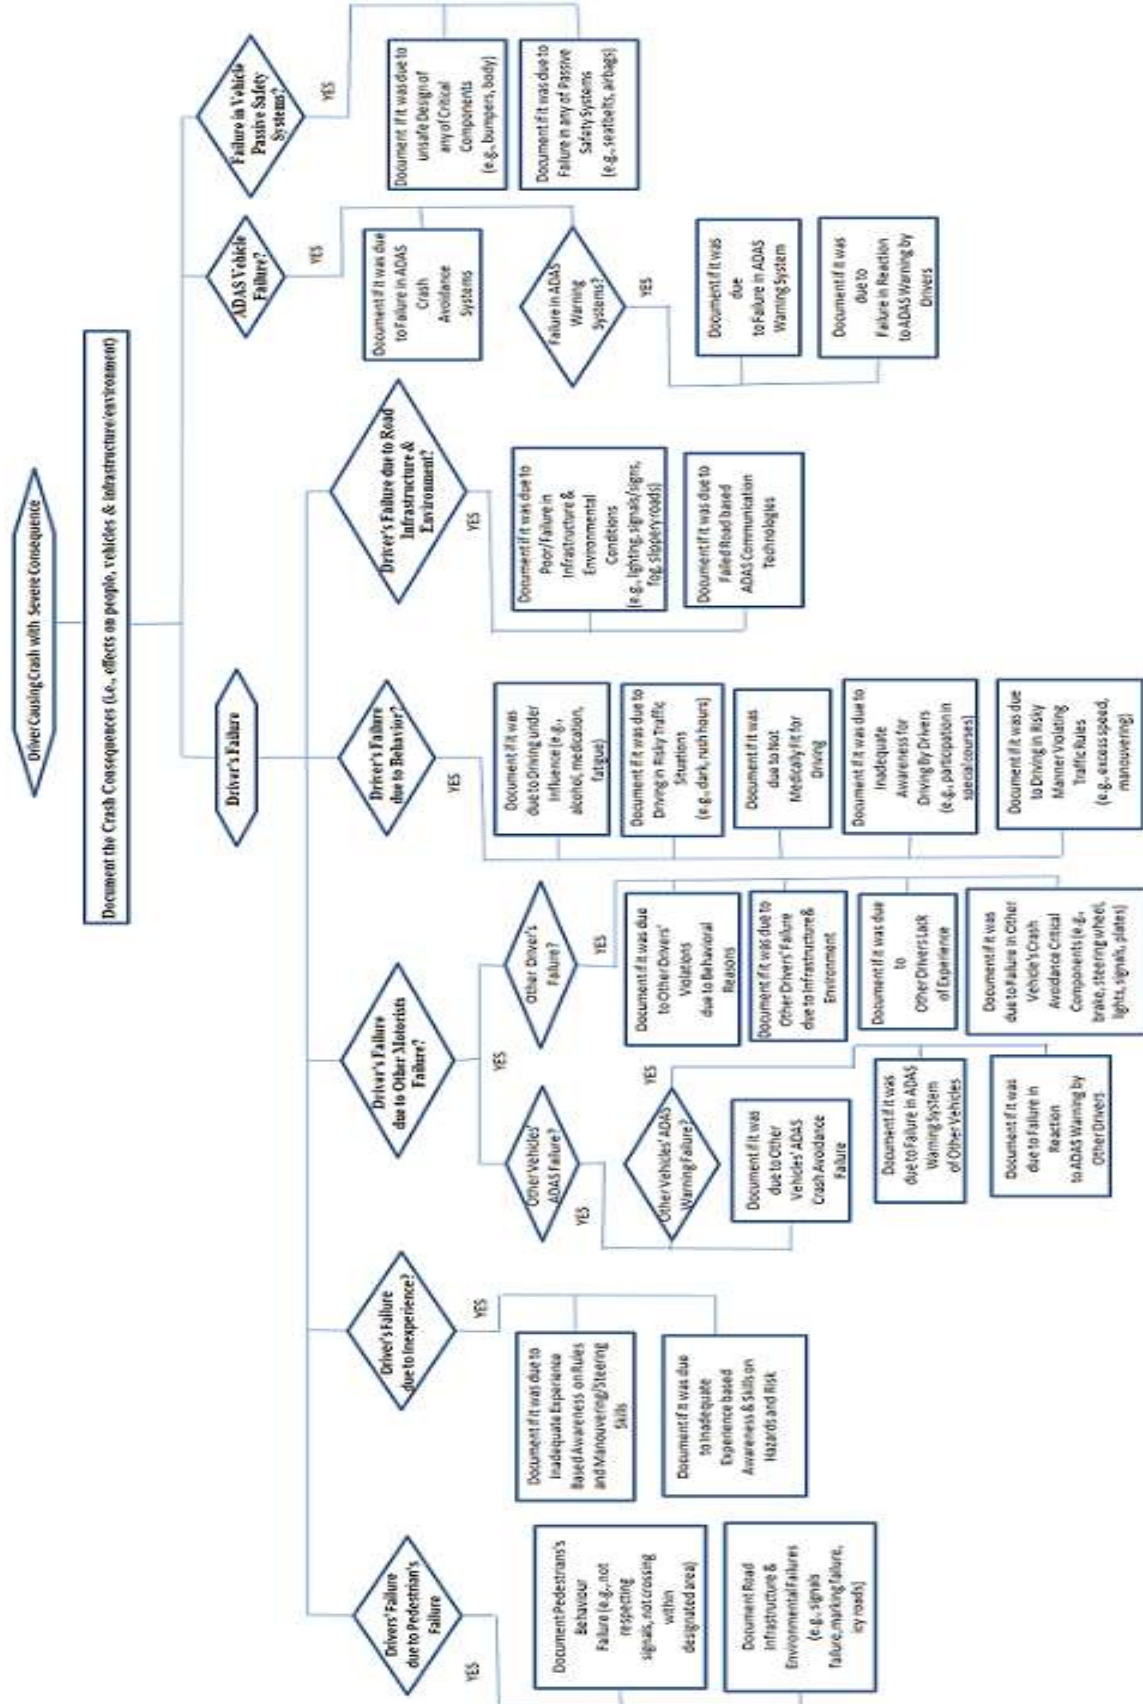 Driver Causing Crash with Severe Consequence
Document the Crash Consequences (i.e., effects on people, vehicles & infrastructure/environment)
Driver's Failure
ADAS Vehicle
Failure?
Failure in Vehicle
Passive Safety
Systems?
Drivers' Failure
due to Pedestrian's
Failure
YES
Document Pedestrians's
Behaviour
Failure (e.g., not
respecting
signals, not crossing
within
designated area)
Document Road
Infrastructure &
Environmental Failures
(e.g., signals
failure, marking failure,
icy roads)
Driver's Failure
due to Inexperience?
YES
Document if it was due to
Inadequate Experience
Based Awareness on Rules
and Manouvering/Steering
Skills
Document if it was due
to Inadequate
Experience based
Awareness & Skills on
Hazards and Risk
Driver's Failure
due to Other Motorists
Failure?
YES
Other Vehicles'
ADAS Failure?
YES
Other Vehicles' ADAS
Warning Failure?
YES
Document if it was
due to Other
Vehicles' ADAS
Crash Avoidance
Failure
Document if it was
due to Failure in ADAS
Warning System
of Other Vehicles
Document if it was
due to Failure in
Reaction
to ADAS Warning by
Other Drivers
Other Driver's
Failure?
YES
Document if it was due
to Other Drivers'
Violations
due to Behavioral
Reasons
Document if it was due to
Other Drivers' Failure
due to Infrastructure &
Environment
Document if it was due
to
Other Drivers Lack
of Experience
Document if it was
due to Failure in Other
Vehicle's Crash
Avoidance Critical
Components (e.g.,
brake, steering wheel,
lights, signals, plates)
Driver's Failure
due to Behavior?
YES
Document if it was
due to Driving under
Influence (e.g.,
alcohol, medication,
fatigue)
Document if it was due to
Driving in Risky Traffic
Situations
(e.g., dark, rush hours)
Document if it was
due to Not
Medically Fit for
Driving
Document if it was due to
Inadequate
Awareness for
Driving By Drivers
(e.g., participation in
special courses)
Document if it was due
to Driving in Risky
Manner Violating
Traffic Rules
(e.g., excess speed,
manouvering)
Driver's Failure due to Road
Infrastructure &
Environment?
YES
Document if it was due to
Poor/Failure in
Infrastructure &
Environmental
Conditions
(e.g., lighting, signals/signs,
fog, slippery roads)
Document if it was due to
Failed Road based
ADAS Communication
Technologies
YES
Document if it was due
to Failure in ADAS
Crash
Avoidance
Systems
Failure in ADAS
Warning
Systems?
YES
Document if it was
due
to Failure in ADAS
Warning System
Document if it was
due to
Failure in Reaction
to ADAS Warning by
Drivers
YES
Document if it was due to
unsafe Design of
any of Critical
Components
(e.g., bumpers, body)
Document if it was due to
Failure in any of Passive
Safety Systems
(e.g., seatbelts, airbags)